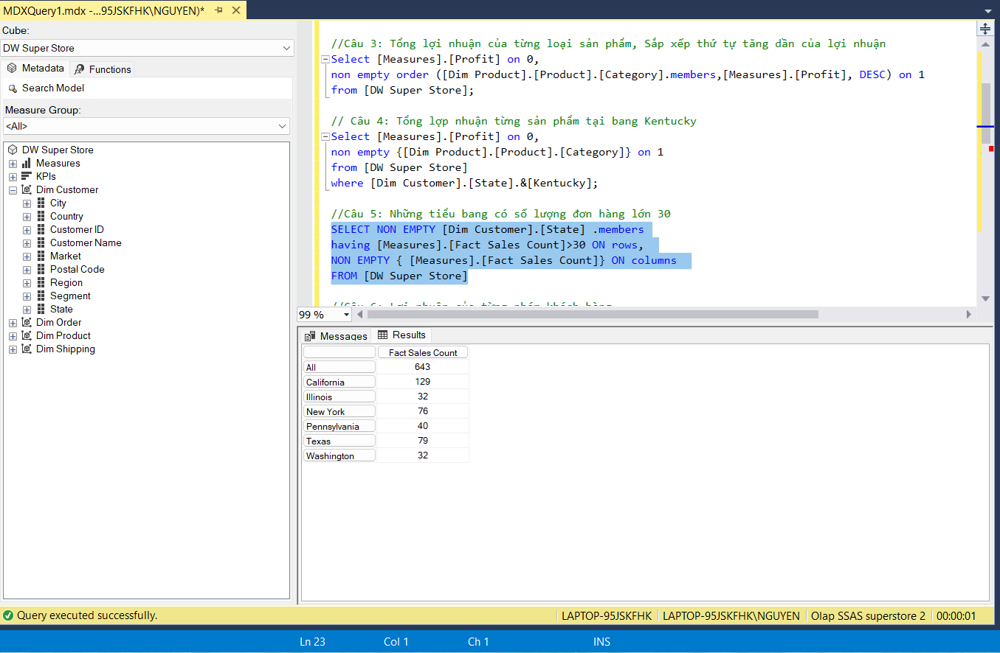 MDXQuery1.mdx -...95JSKFHK\NGUYEN)*
Cube:
DW Super Store
Metadata
Functions
Search Model
Measure Group:
<All>
DW Super Store
Measures
KPIs
Dim Customer
City
Country
Customer ID
Customer Name
Market
Postal Code
Region
Segment
State
Dim Order
Dim Product
Dim Shipping
//Câu 3: Tổng lợi nhuận của từng loại sản phẩm, Sắp xếp thứ tự tăng dần của lợi nhuận
Select [Measures].[Profit] on 0,
non empty order ([Dim Product].[Product].[Category].members,[Measures].[Profit], DESC) on 1
from [DW Super Store];
// Câu 4: Tổng lợp nhuận từng sản phẩm tại bang Kentucky
Select [Measures].[Profit] on 0,
non empty {[Dim Product].[Product].[Category]} on 1
from [DW Super Store]
where [Dim Customer].[State].&[Kentucky];
//Câu 5: Những tiểu bang có số lượng đơn hàng lớn 30
SELECT NON EMPTY [Dim Customer].[State] .members
having [Measures].[Fact Sales Count]>30 ON rows,
NON EMPTY { [Measures].[Fact Sales Count]} ON columns
FROM [DW Super Store]
//Câu 6: Lợi nhuận của từng nhóm khách hàng
99 %
Messages
Results
Fact Sales Count
All 643
California 129
Illinois 32
New York 76
Pennsylvania 40
Texas 79
Washington 32
Query executed successfully.
LAPTOP-95JSKFHK
LAPTOP-95JSKFHK\NGUYEN
Olap SSAS superstore 2
00:00:01
Ln 23
Col 1
Ch 1
INS